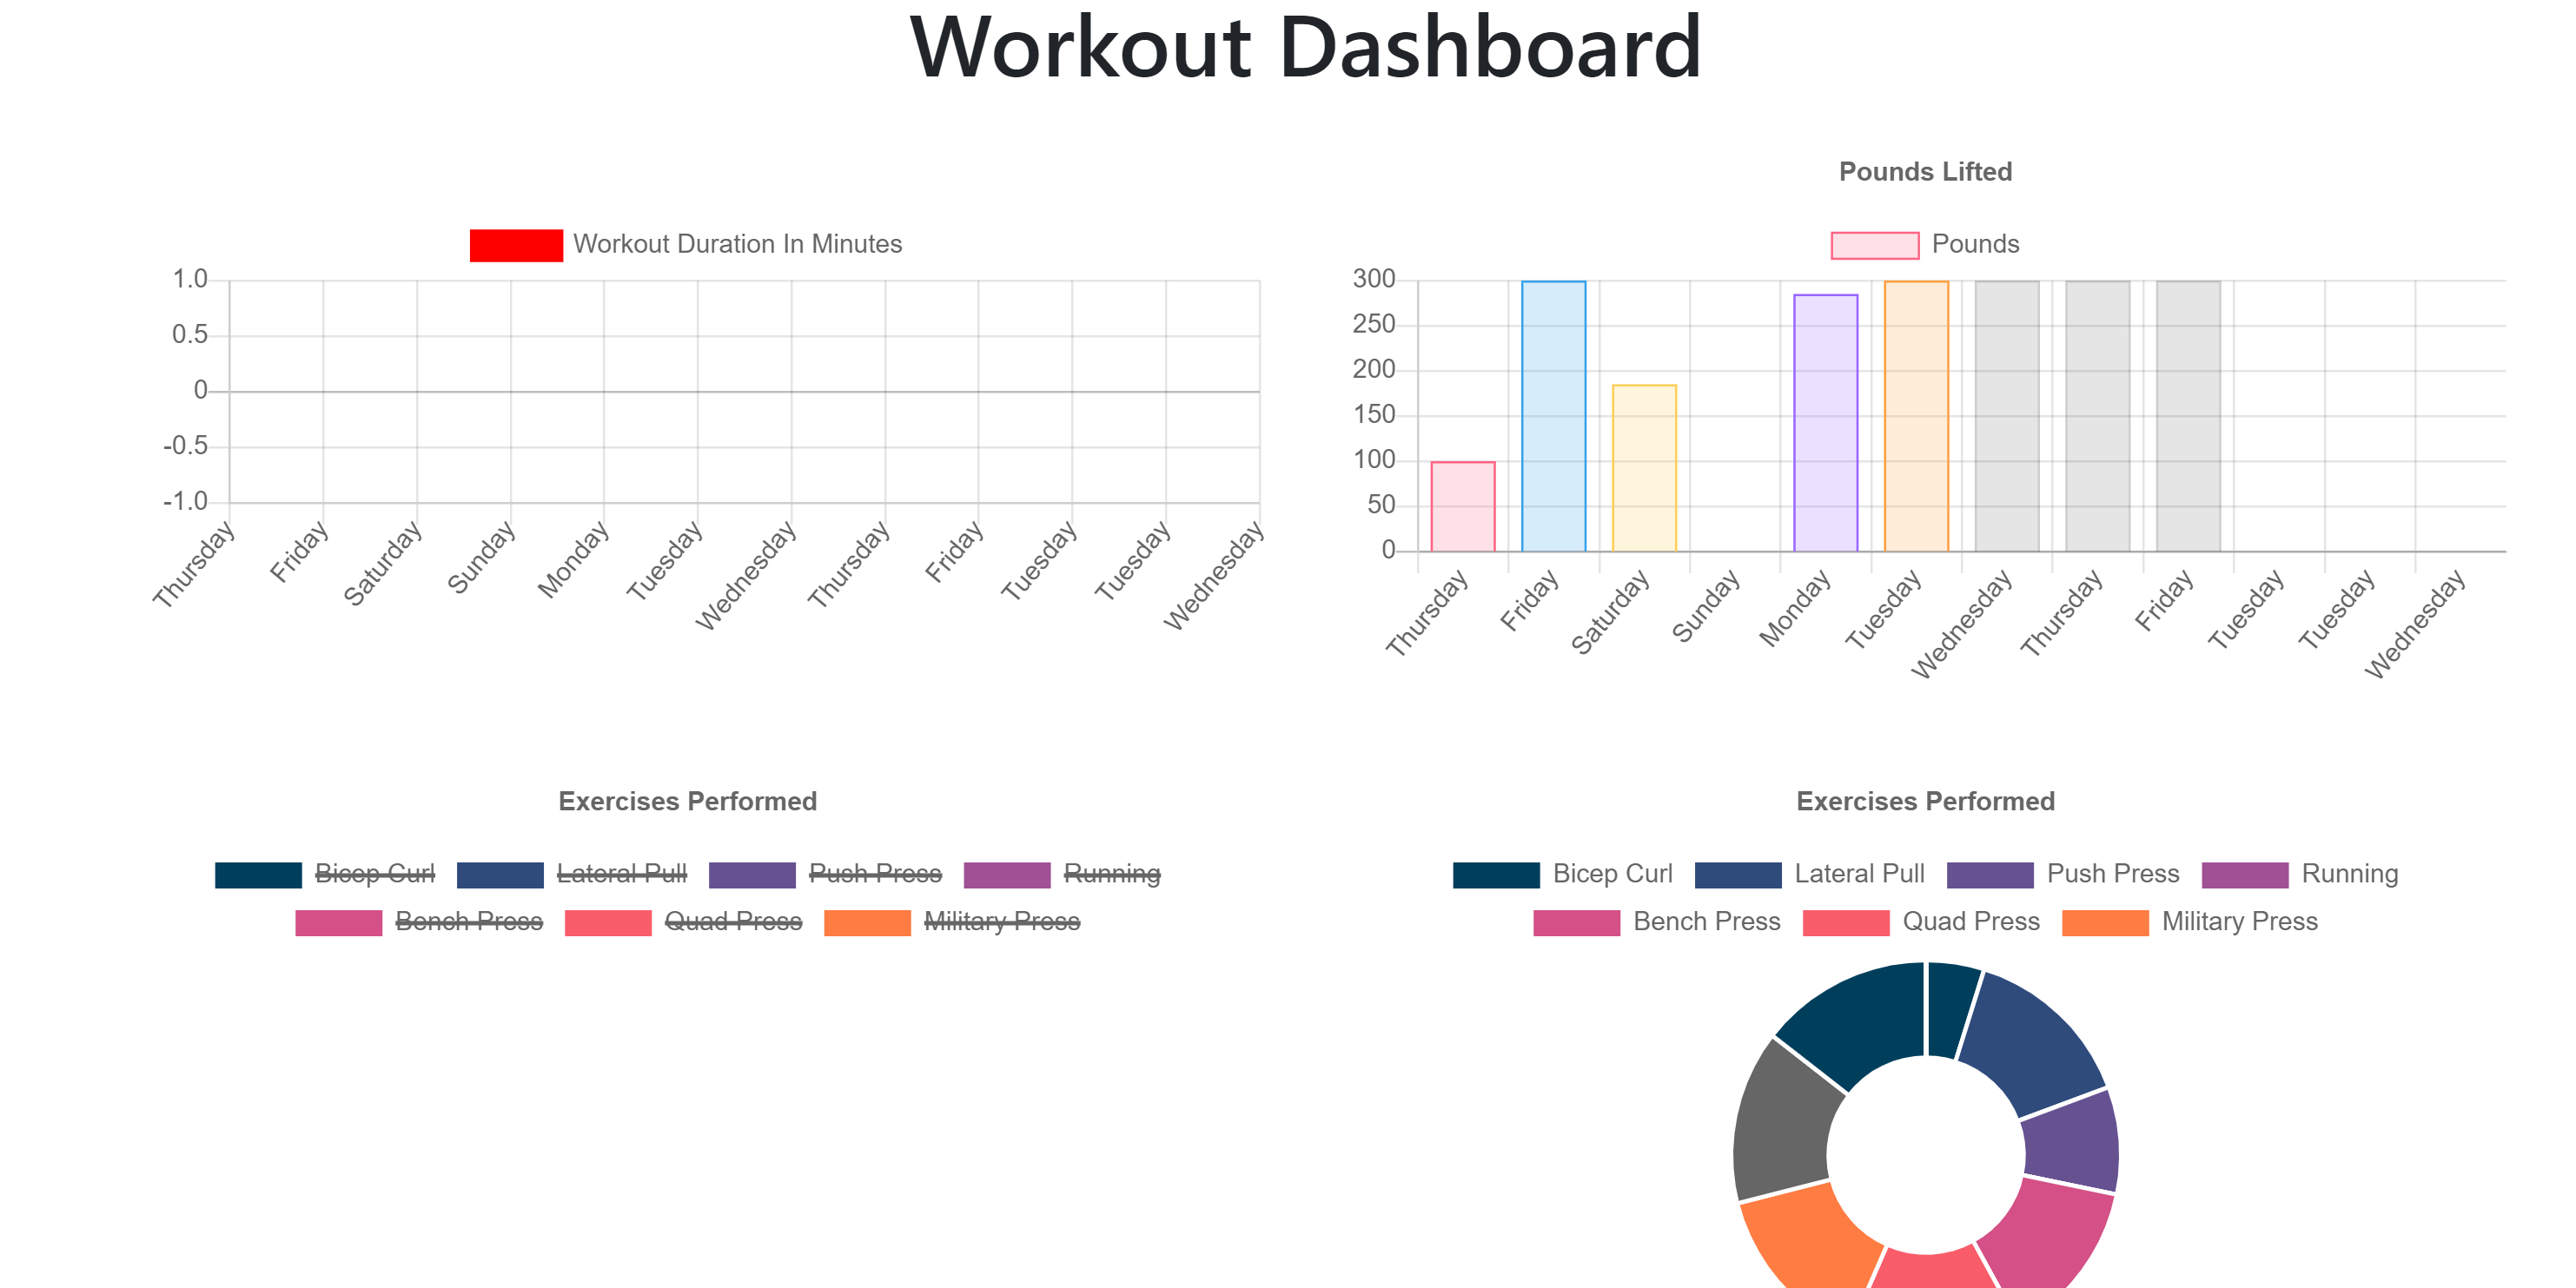 Workout Dashboard
Workout Duration In Minutes
1.0
0.5
0
-0.5
-1.0
Thursday Friday Saturday Sunday Monday Tuesday Wednesday Thursday Friday Tuesday Tuesday Wednesday
Pounds Lifted
Pounds
300
250
200
150
100
50
0
Thursday Friday Saturday Sunday Monday Tuesday Wednesday Thursday Friday Tuesday Tuesday Wednesday
Exercises Performed
Bicep Curl Lateral Pull Push Press Running
Bench Press Quad Press Military Press
Exercises Performed
Bicep Curl Lateral Pull Push Press Running
Bench Press Quad Press Military Press